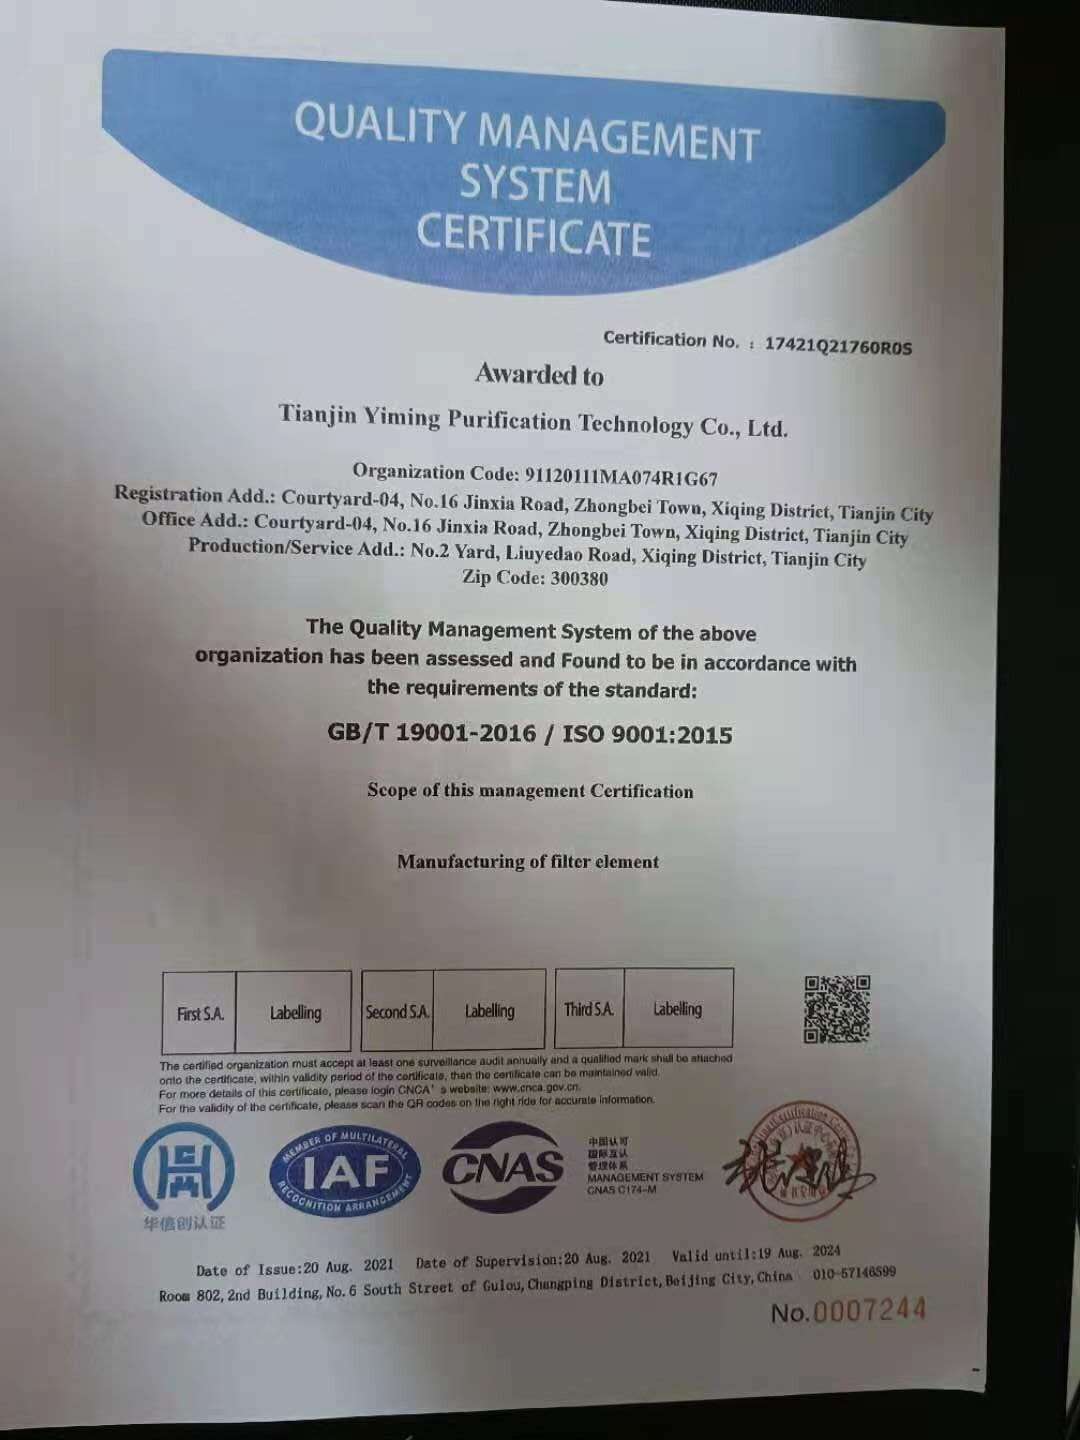 QUALITY MANAGEMENT
SYSTEM
CERTIFICATE
Certification No. : 17421Q21760R0S
Awarded to
Tianjin Yiming Purification Technology Co., Ltd.
Organization Code: 91120111MA074R1G67
Registration Add.: Courtyard-04, No.16 Jinxia Road, Zhongbei Town, Xiqing District, Tianjin City
Office Add.: Courtyard-04, No.16 Jinxia Road, Zhongbei Town, Xiqing District, Tianjin City
Production/Service Add.: No.2 Yard, Liuyedao Road, Xiqing District, Tianjin City
Zip Code: 300380
The Quality Management System of the above
organization has been assessed and Found to be in accordance with
the requirements of the standard:
GB/T 19001-2016 / ISO 9001:2015
Scope of this management Certification
Manufacturing of filter element
First S.A. Labelling Second S.A. Labelling Third S.A. Labelling
The certified organization must accept at least one surveillance audit annually and a qualified mark shall be attached
onto the certificate, within validity period of the certificate, then the certificate can be maintained valid.
For more details of this certificate, please login CNCA' s website: www.cnca.gov.cn.
For the validity of the certificate, please scan the QR codes on the right ride for accurate information.
华信创认证
MEMBER OF MULTILATERAL
IAF
RECOGNITION ARRANGEMENT
CNAS
中国认可
国际互认
管理体系
MANAGEMENT SYSTEM
CNAS C174-M
Date of Issue:20 Aug. 2021 Date of Supervision:20 Aug. 2021 Valid until:19 Aug. 2024
Room 802, 2nd Building, No. 6 South Street of Gulou, Changping District, Beijing City, China 010-57146599
No.0007244